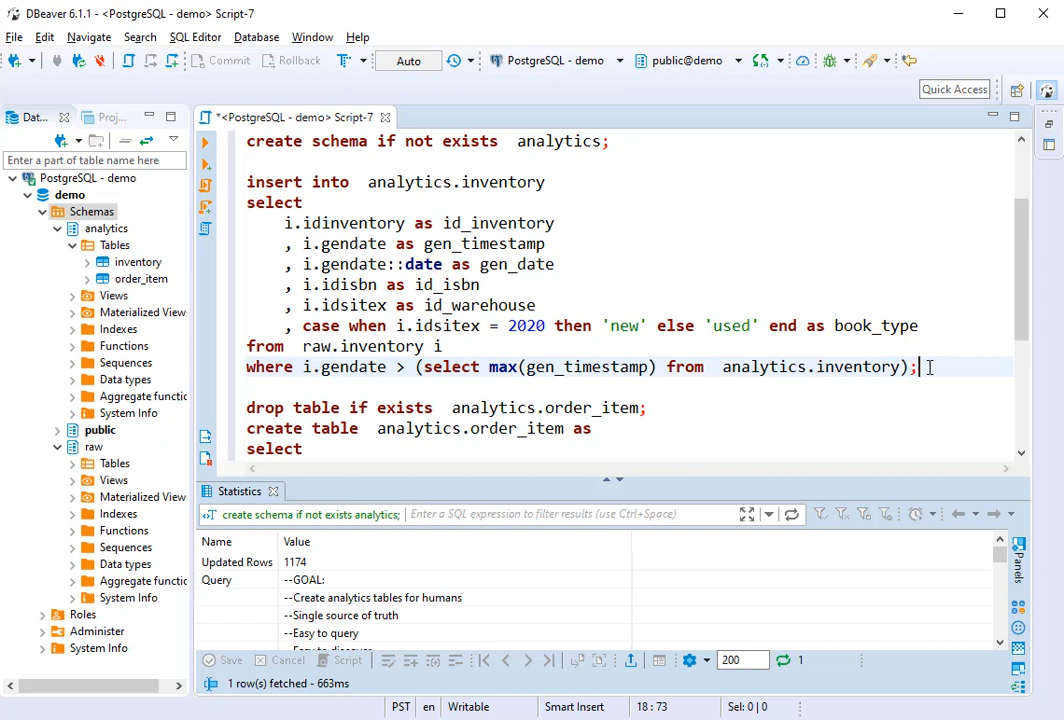 DBeaver 6.1.1 - <PostgreSQL - demo> Script-7
File Edit Navigate Search SQL Editor Database Window Help
Commit Rollback Auto PostgreSQL - demo public@demo
Quick Access
Dat... Proj...
*<PostgreSQL - demo> Script-7
Enter a part of table name here
PostgreSQL - demo
demo
Schemas
analytics
Tables
inventory
order_item
Views
Materialized View
Indexes
Functions
Sequences
Data types
Aggregate functic
System Info
public
raw
Tables
Views
Materialized View
Indexes
Functions
Sequences
Data types
Aggregate functic
System Info
Roles
Administer
System Info
create schema if not exists analytics;
insert into analytics.inventory
select
i.idinventory as id_inventory
, i.gendate as gen_timestamp
, i.gendate::date as gen_date
, i.idisbn as id_isbn
, i.idsitex as id_warehouse
, case when i.idsitex = 2020 then 'new' else 'used' end as book_type
from raw.inventory i
where i.gendate > (select max(gen_timestamp) from analytics.inventory);
drop table if exists analytics.order_item;
create table analytics.order_item as
select
Statistics
create schema if not exists analytics; Enter a SQL expression to filter results (use Ctrl+Space)
Name Value
Updated Rows 1174
Query --GOAL:
--Create analytics tables for humans
--Single source of truth
--Easy to query
Panels
Save Cancel Script 200 1
1 row(s) fetched - 663ms
PST en Writable Smart Insert 18 : 73 Sel: 0 | 0